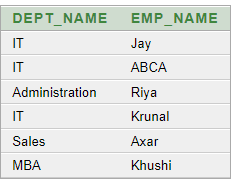 DEPT_NAME EMP_NAME
IT Jay
IT ABCA
Administration Riya
IT Krunal
Sales Axar
MBA Khushi